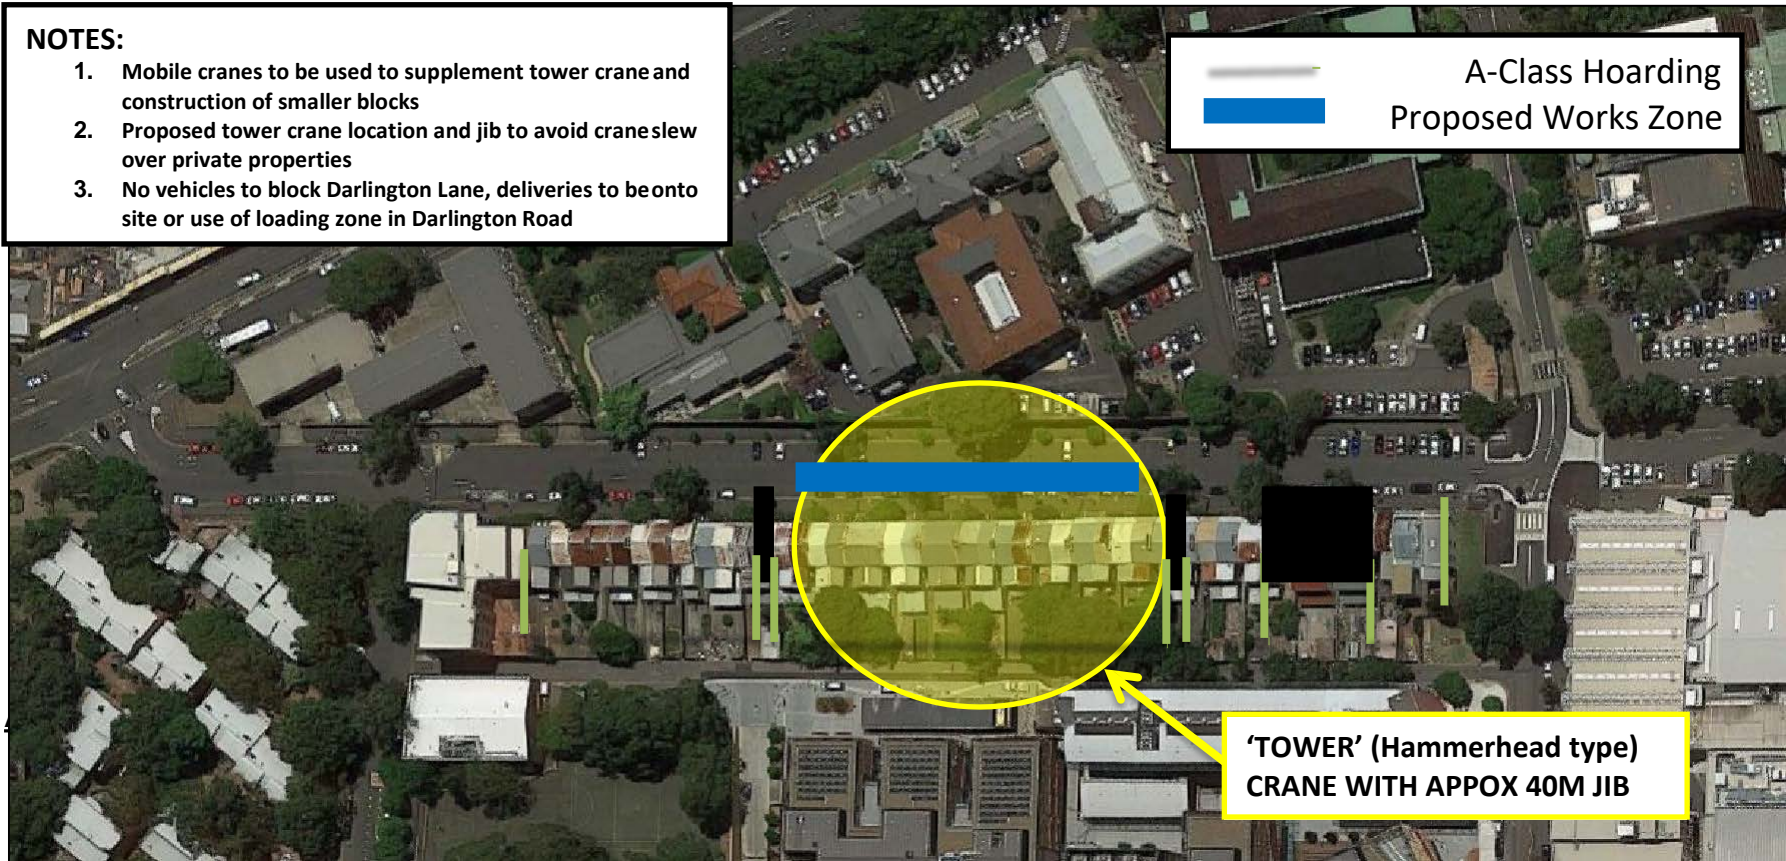 NOTES:
1. Mobile cranes to be used to supplement tower crane and
construction of smaller blocks
2. Proposed tower crane location and jib to avoid crane slew
over private properties
3. No vehicles to block Darlington Lane, deliveries to be onto
site or use of loading zone in Darlington Road
A-Class Hoarding
Proposed Works Zone
‘TOWER’ (Hammerhead type)
CRANE WITH APPOX 40M JIB